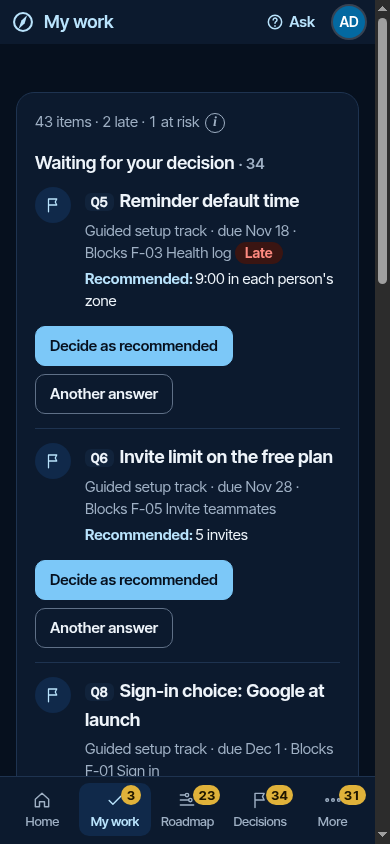 My work
Ask
AD
43 items · 2 late · 1 at risk i
Waiting for your decision · 34
Q5 Reminder default time
Guided setup track · due Nov 18 ·
Blocks F-03 Health log Late
Recommended: 9:00 in each person's
zone
Decide as recommended
Another answer
Q6 Invite limit on the free plan
Guided setup track · due Nov 28 ·
Blocks F-05 Invite teammates
Recommended: 5 invites
Decide as recommended
Another answer
Q8 Sign-in choice: Google at
launch
Guided setup track · due Dec 1 · Blocks
F-01 Sign in
3 23 34 31
Home My work Roadmap Decisions More